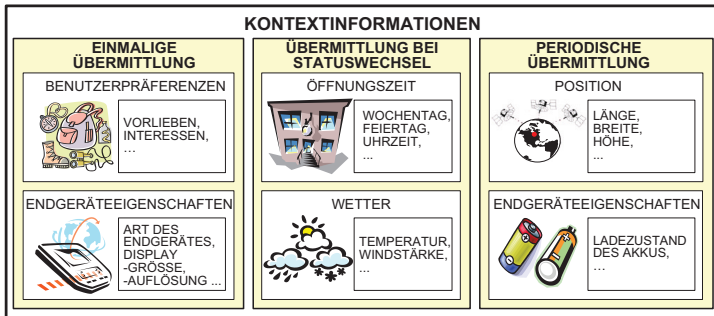 KONTEXTINFORMATIONEN
EINMALIGE
ÜBERMITTLUNG
BENUTZERPRÄFERENZEN
VORLIEBEN,
INTERESSEN,
...
ENDGERÄTEEIGENSCHAFTEN
ART DES
ENDGERÄTES,
DISPLAY
-GRÖSSE,
-AUFLÖSUNG ...
ÜBERMITTLUNG BEI
STATUSWECHSEL
ÖFFNUNGSZEIT
WOCHENTAG,
FEIERTAG,
UHRZEIT,
...
WETTER
TEMPERATUR,
WINDSTÄRKE,
...
PERIODISCHE
ÜBERMITTLUNG
POSITION
LÄNGE,
BREITE,
HÖHE,
...
ENDGERÄTEEIGENSCHAFTEN
LADEZUSTAND
DES AKKUS,
...